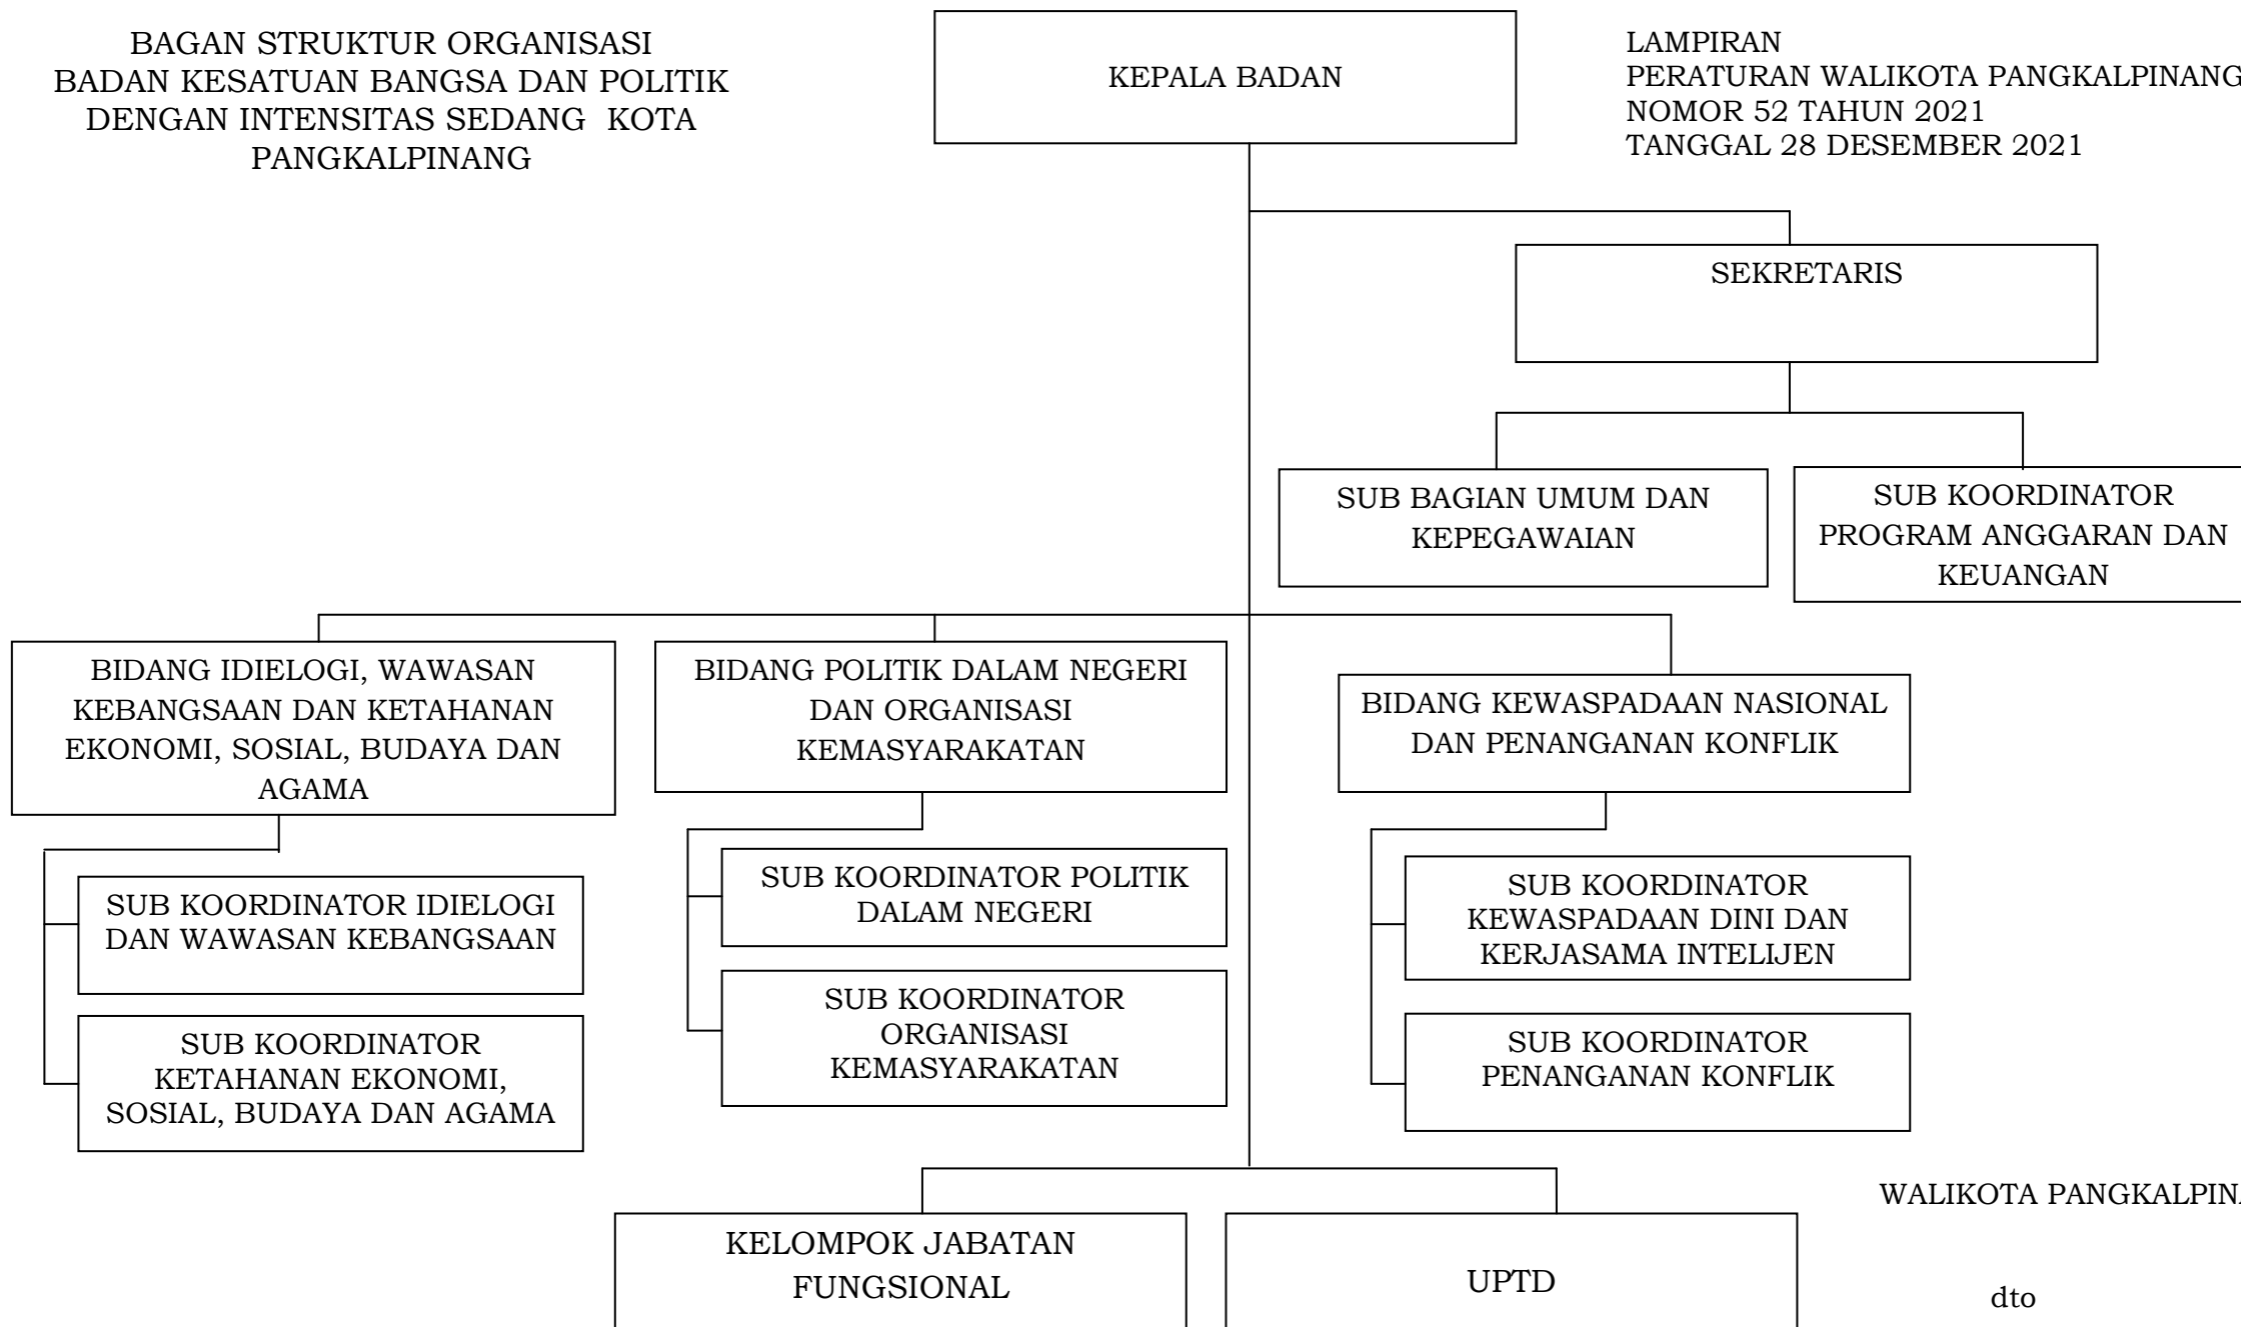 BAGAN STRUKTUR ORGANISASI
BADAN KESATUAN BANGSA DAN POLITIK
DENGAN INTENSITAS SEDANG  KOTA
PANGKALPINANG
KEPALA BADAN
LAMPIRAN
PERATURAN WALIKOTA PANGKALPINANG
NOMOR 52 TAHUN 2021
TANGGAL 28 DESEMBER 2021
SEKRETARIS
SUB BAGIAN UMUM DAN
KEPEGAWAIAN
SUB KOORDINATOR
PROGRAM ANGGARAN DAN
KEUANGAN
BIDANG IDIELOGI, WAWASAN
KEBANGSAAN DAN KETAHANAN
EKONOMI, SOSIAL, BUDAYA DAN
AGAMA
BIDANG POLITIK DALAM NEGERI
DAN ORGANISASI
KEMASYARAKATAN
BIDANG KEWASPADAAN NASIONAL
DAN PENANGANAN KONFLIK
SUB KOORDINATOR IDIELOGI
DAN WAWASAN KEBANGSAAN
SUB KOORDINATOR
KETAHANAN EKONOMI,
SOSIAL, BUDAYA DAN AGAMA
SUB KOORDINATOR POLITIK
DALAM NEGERI
SUB KOORDINATOR
ORGANISASI
KEMASYARAKATAN
SUB KOORDINATOR
KEWASPADAAN DINI DAN
KERJASAMA INTELIJEN
SUB KOORDINATOR
PENANGANAN KONFLIK
KELOMPOK JABATAN
FUNGSIONAL
UPTD
WALIKOTA PANGKALPIN
dto